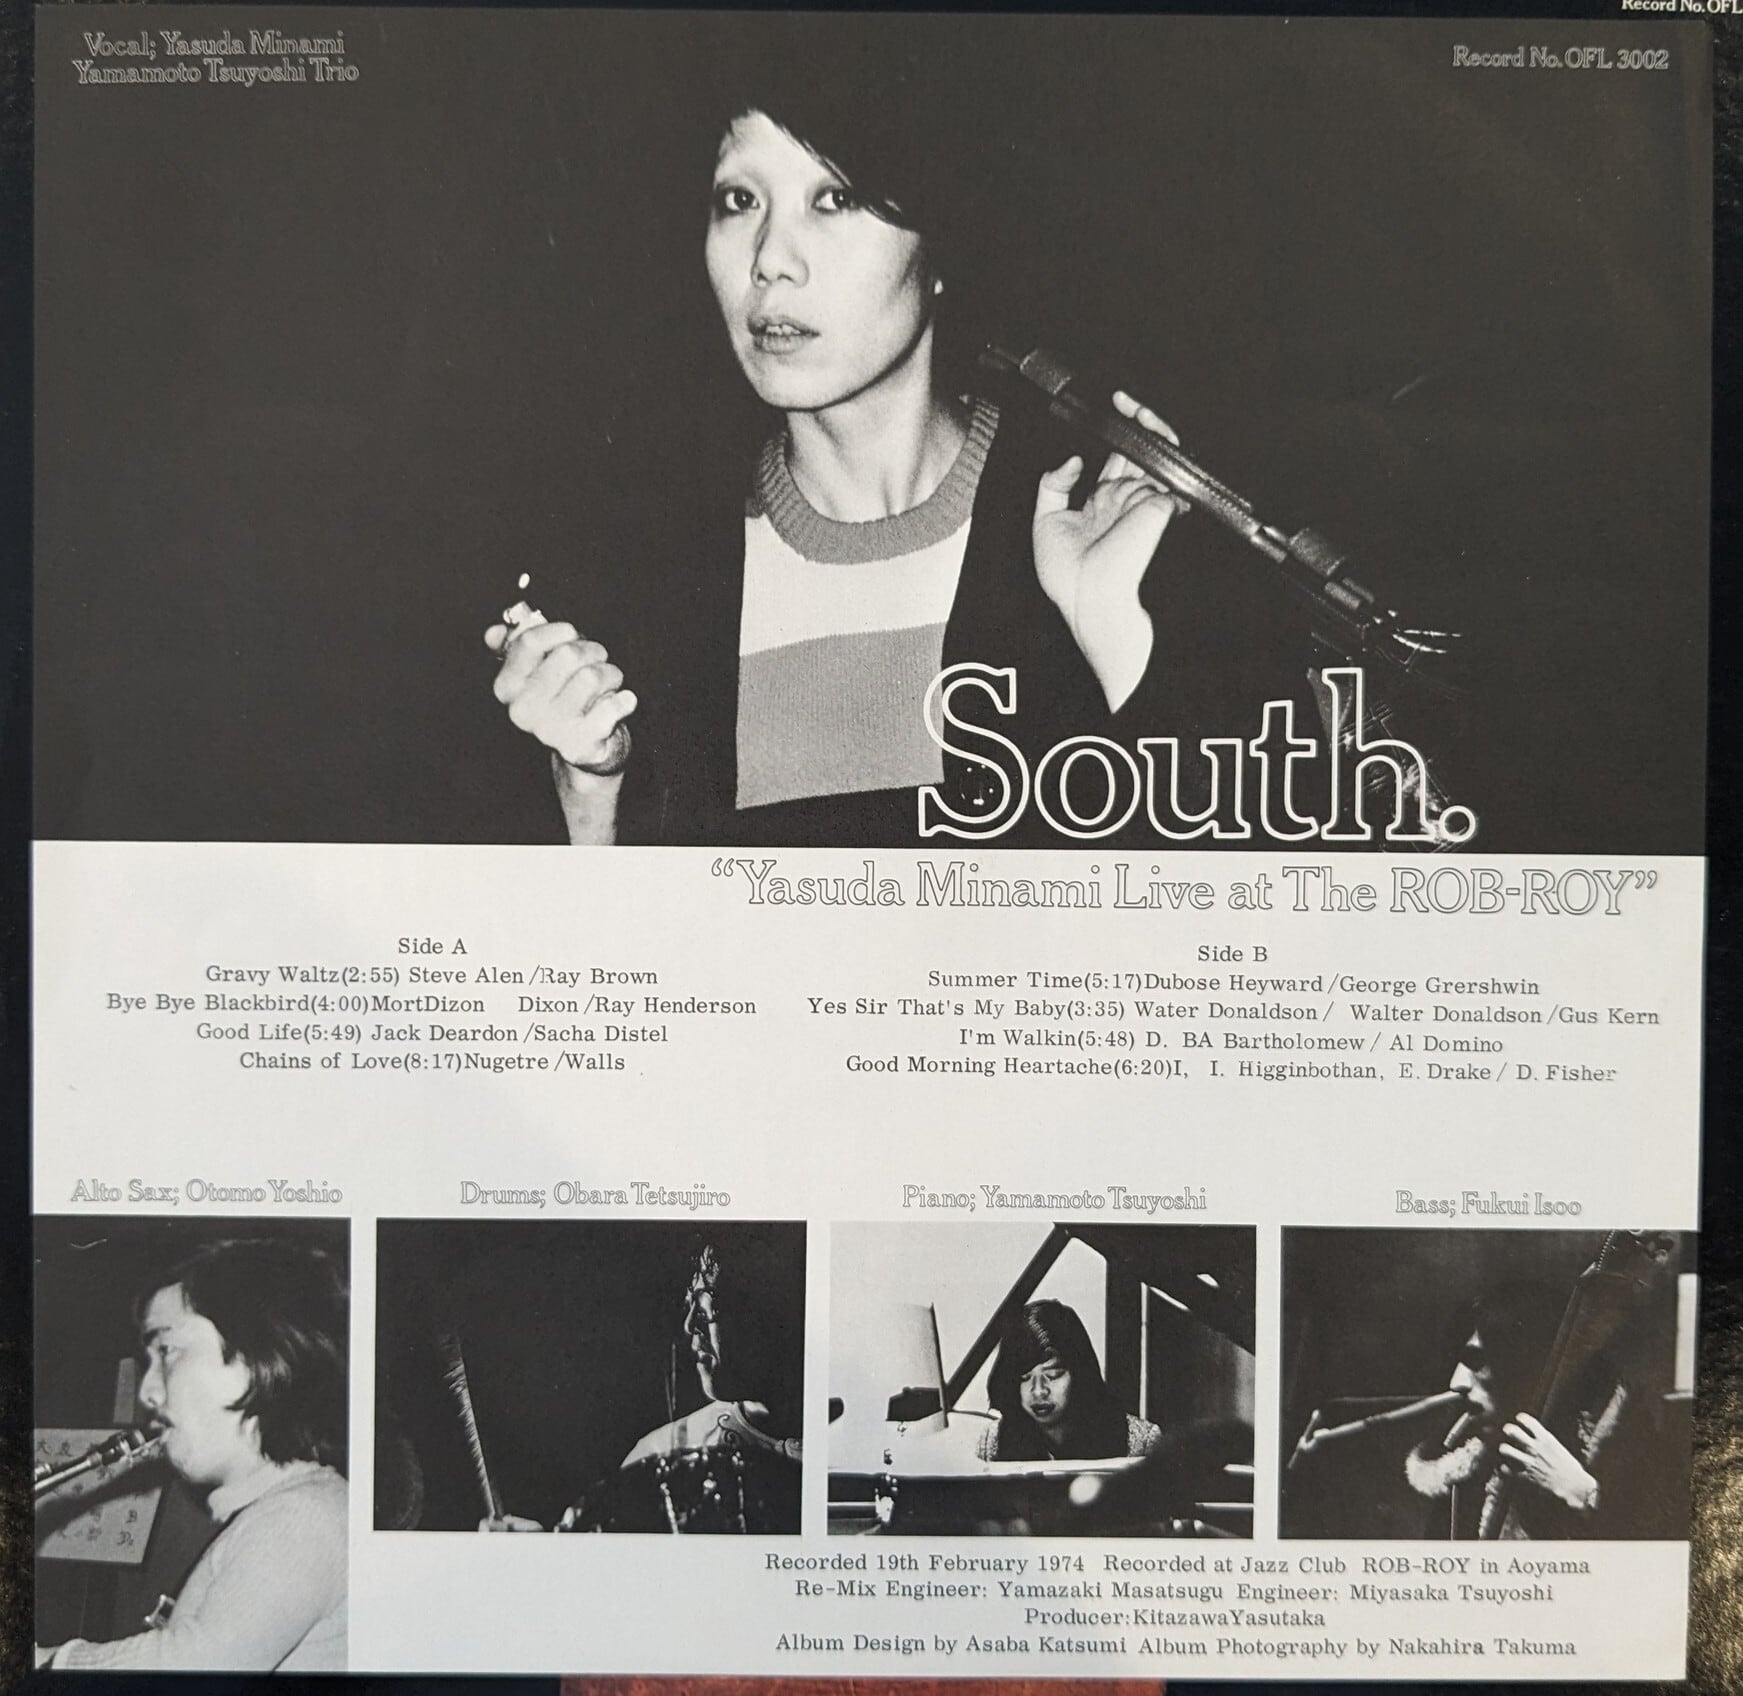 Record No. OFL
Vocal; Yasuda Minami
Yamamoto Tsuyoshi Trio
Record No. OFL 3002
South.
“Yasuda Minami Live at The ROB-ROY”
Side A
Gravy Waltz(2:55) Steve Alen/Ray Brown
Bye Bye Blackbird(4:00)MortDizon Dixon/Ray Henderson
Good Life(5:49) Jack Deardon/Sacha Distel
Chains of Love(8:17)Nugetre/Walls
Side B
Summer Time(5:17)Dubose Heyward/George Grershwin
Yes Sir That's My Baby(3:35) Water Donaldson/ Walter Donaldson/Gus Kern
I'm Walkin(5:48) D. BA Bartholomew/ Al Domino
Good Morning Heartache(6:20)I, I. Higginbothan, E. Drake/ D. Fisher
Alto Sax; Otomo Yoshio
Drums; Obara Tetsujiro
Piano; Yamamoto Tsuyoshi
Bass; Fukui Isoo
Recorded 19th February 1974 Recorded at Jazz Club ROB-ROY in Aoyama
Re-Mix Engineer: Yamazaki Masatsugu Engineer: Miyasaka Tsuyoshi
Producer:KitazawaYasutaka
Album Design by Asaba Katsumi Album Photography by Nakahira Takuma